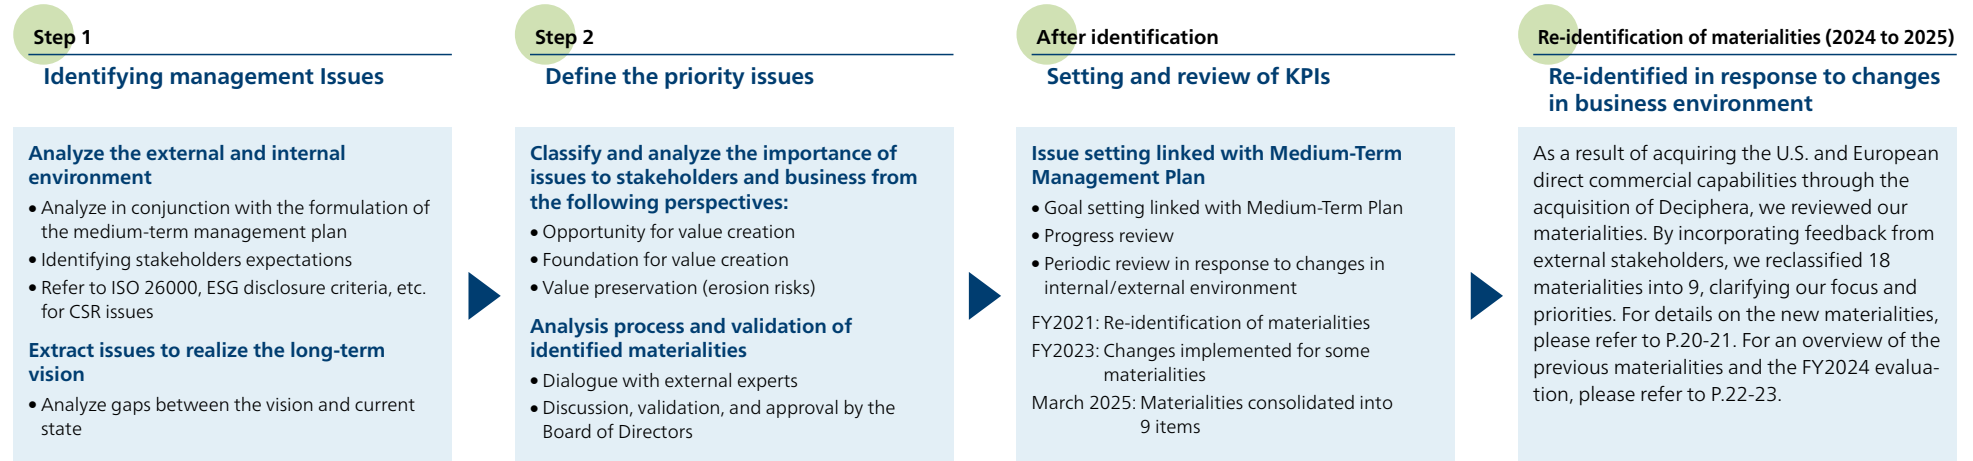 Step 1
Identifying management Issues
Analyze the external and internal
environment
• Analyze in conjunction with the formulation of
the medium-term management plan
• Identifying stakeholders expectations
• Refer to ISO 26000, ESG disclosure criteria, etc.
for CSR issues
Extract issues to realize the long-term
vision
• Analyze gaps between the vision and current
state
Step 2
Define the priority issues
Classify and analyze the importance of
issues to stakeholders and business from
the following perspectives:
• Opportunity for value creation
• Foundation for value creation
• Value preservation (erosion risks)
Analysis process and validation of
identified materialities
• Dialogue with external experts
• Discussion, validation, and approval by the
Board of Directors
After identification
Setting and review of KPIs
Issue setting linked with Medium-Term
Management Plan
• Goal setting linked with Medium-Term Plan
• Progress review
• Periodic review in response to changes in
internal/external environment
FY2021: Re-identification of materialities
FY2023: Changes implemented for some
materialities
March 2025: Materialities consolidated into
9 items
Re-identification of materialities (2024 to 2025)
Re-identified in response to changes
in business environment
As a result of acquiring the U.S. and European
direct commercial capabilities through the
acquisition of Deciphera, we reviewed our
materialities. By incorporating feedback from
external stakeholders, we reclassified 18
materialities into 9, clarifying our focus and
priorities. For details on the new materialities,
please refer to P.20-21. For an overview of the
previous materialities and the FY2024 evalua-
tion, please refer to P.22-23.